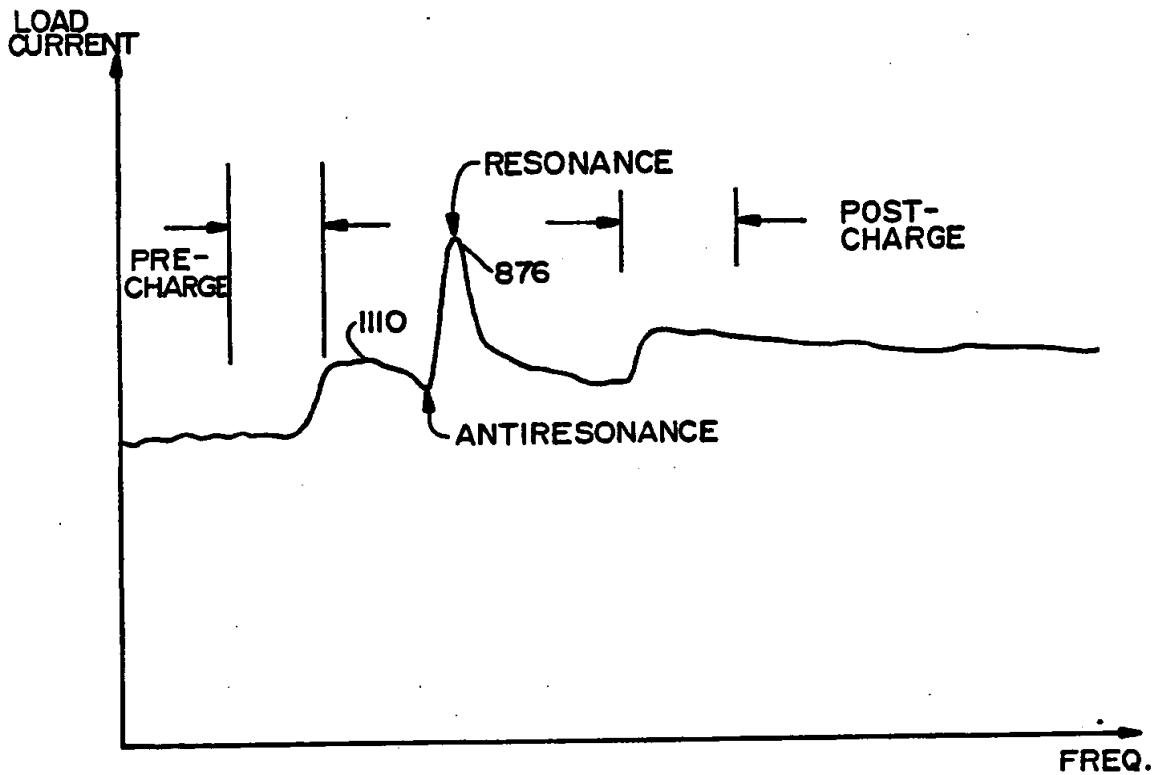 LOAD
CURRENT
RESONANCE
POST-
CHARGE
PRE-
CHARGE
876
1110
ANTIRESONANCE
FREQ.